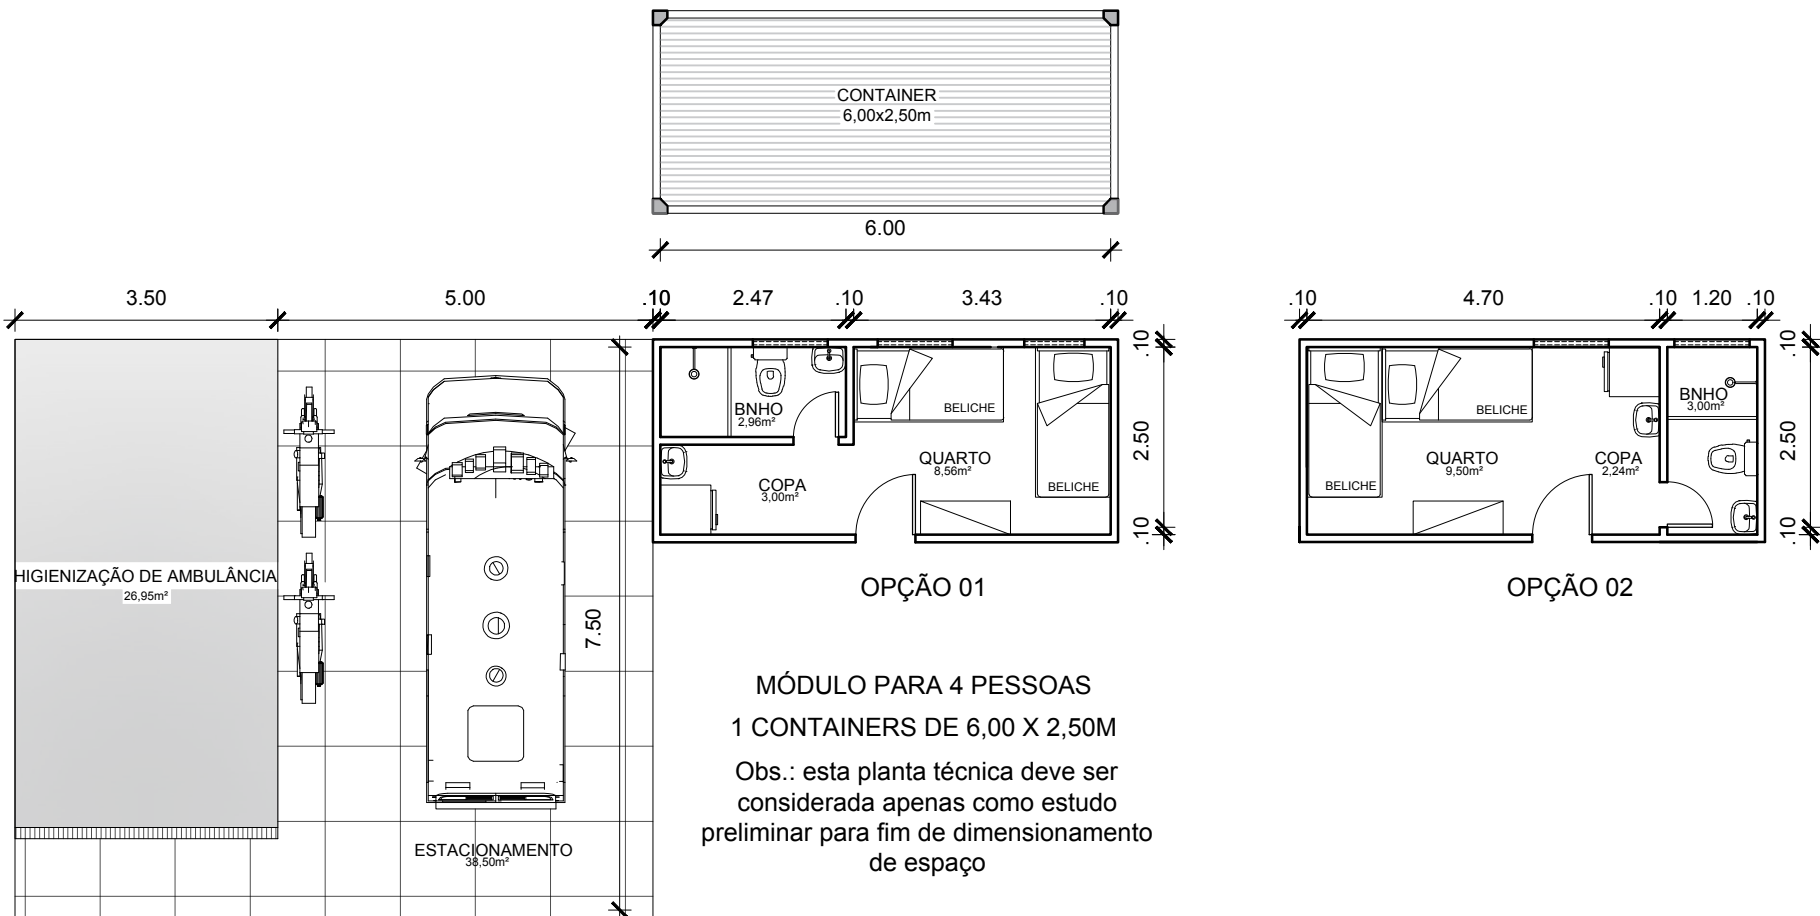 CONTAINER
6,00x2,50m
6.00
3.50
5.00
.10
2.47
.10
3.43
.10
.10
4.70
.10
1.20
.10
.10
2.50
.10
.10
2.50
.10
BNHO
2,96m²
BELICHE
QUARTO
8,56m²
BELICHE
COPA
3,00m²
BELICHE
BELICHE
QUARTO
9,50m²
COPA
2,24m²
BNHO
3,00m²
OPÇÃO 01
OPÇÃO 02
HIGIENIZAÇÃO DE AMBULÂNCIA
26,95m²
7.50
ESTACIONAMENTO
38,50m²
MÓDULO PARA 4 PESSOAS
1 CONTAINERS DE 6,00 X 2,50M
Obs.: esta planta técnica deve ser
considerada apenas como estudo
preliminar para fim de dimensionamento
de espaço